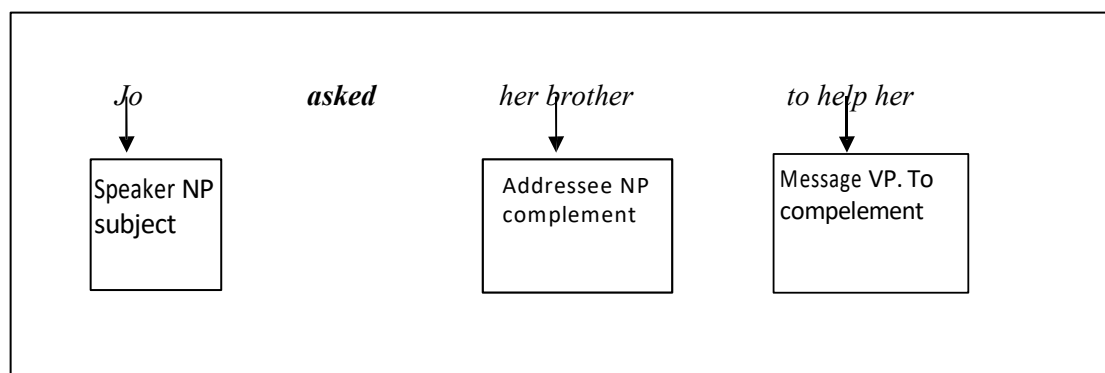 Jo asked her brother to help her
Speaker NP
subject
Addressee NP
complement
Message VP. To
compelement